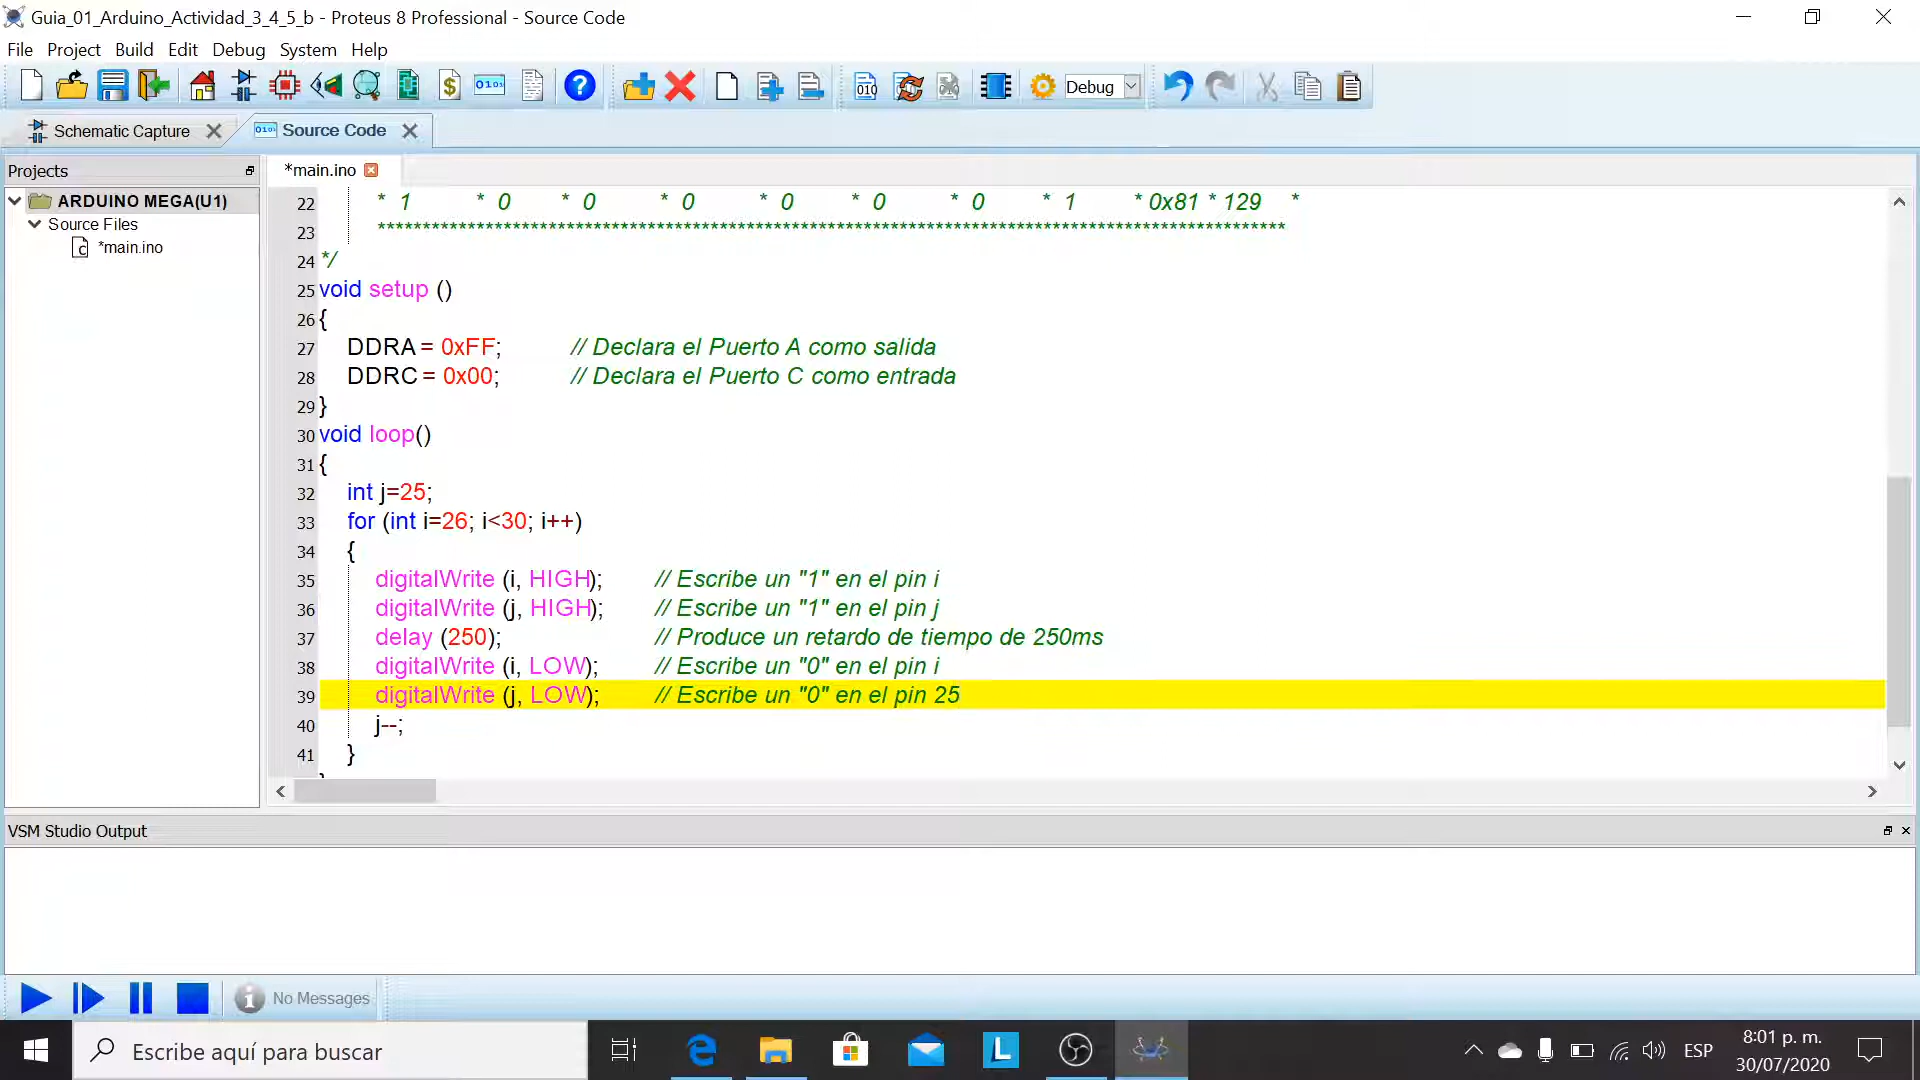 Guia_01_Arduino_Actividad_3_4_5_b - Proteus 8 Professional - Source Code
File Project Build Edit Debug System Help
Debug
Schematic Capture
Source Code
Projects
*main.ino
ARDUINO MEGA(U1)
Source Files
*main.ino
22 * 1 * 0 * 0 * 0 * 0 * 0 * 0 * 1 * 0x81 * 129 *
23
24 */
25 void setup ()
26 {
27 DDRA = 0xFF; // Declara el Puerto A como salida
28 DDRC = 0x00; // Declara el Puerto C como entrada
29 }
30 void loop()
31 {
32 int j=25;
33 for (int i=26; i<30; i++)
34 {
35 digitalWrite (i, HIGH); // Escribe un "1" en el pin i
36 digitalWrite (j, HIGH); // Escribe un "1" en el pin j
37 delay (250); // Produce un retardo de tiempo de 250ms
38 digitalWrite (i, LOW); // Escribe un "0" en el pin i
39 digitalWrite (j, LOW); // Escribe un "0" en el pin 25
40 j--;
41 }
VSM Studio Output
No Messages
Escribe aquí para buscar
ESP
8:01 p. m.
30/07/2020